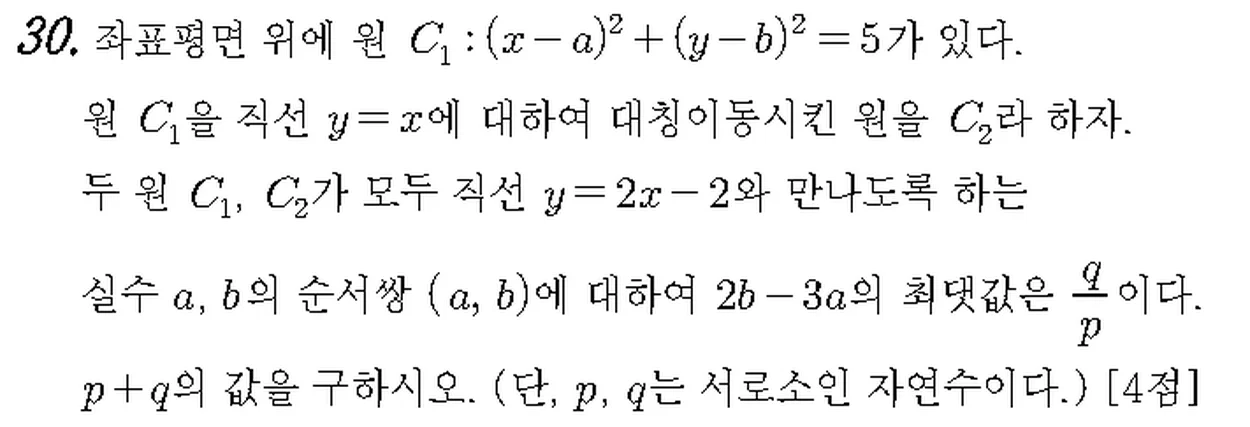 30. 좌표평면 위에 원 C₁ : (x−a)²+(y−b)²=5가 있다.
원 C₁을 직선 y=x에 대하여 대칭이동시킨 원을 C₂라 하자.
두 원 C₁, C₂가 모두 직선 y=2x−2와 만나도록 하는
실수 a, b의 순서쌍 (a, b)에 대하여 2b−3a의 최댓값은 q/p이다.
p+q의 값을 구하시오. (단, p, q는 서로소인 자연수이다.) [4점]